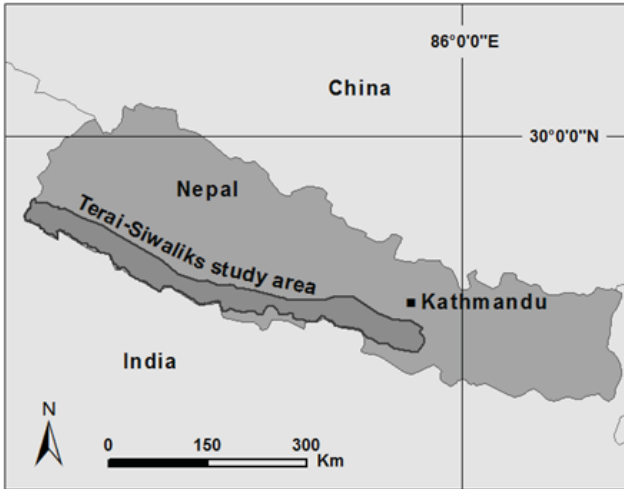 86°0'0"E
China
30°0'0"N
Nepal
Terai-Siwaliks study area
Kathmandu
India
N
0 150 300
Km